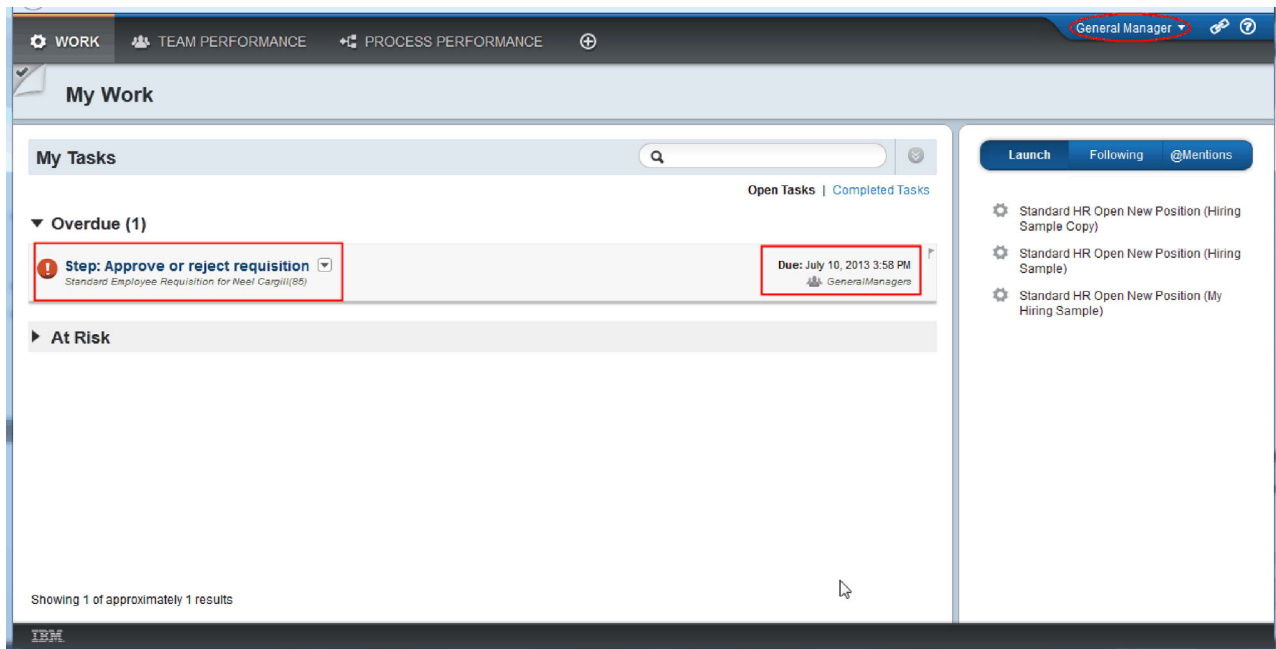 WORK TEAM PERFORMANCE PROCESS PERFORMANCE General Manager
My Work
My Tasks
Open Tasks | Completed Tasks
Overdue (1)
Step: Approve or reject requisition
Standard Employee Requisition for Neel Cargill(85)
Due: July 10, 2013 3:58 PM
GeneralManagers
At Risk
Showing 1 of approximately 1 results
Launch Following @Mentions
Standard HR Open New Position (Hiring
Sample Copy)
Standard HR Open New Position (Hiring
Sample)
Standard HR Open New Position (My
Hiring Sample)
IBM